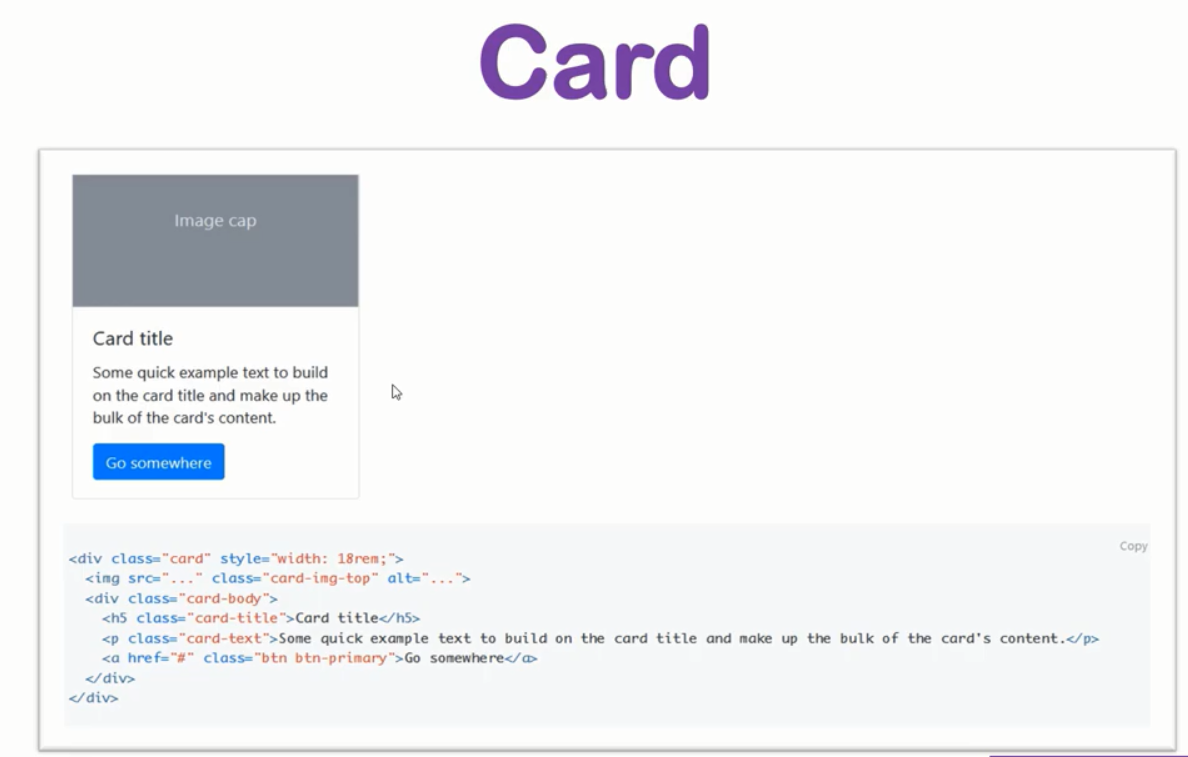 Card
Image cap
Card title
Some quick example text to build
on the card title and make up the
bulk of the card's content.
Go somewhere
Copy
<div class="card" style="width: 18rem;">
  <img src="..." class="card-img-top" alt="...">
  <div class="card-body">
    <h5 class="card-title">Card title</h5>
    <p class="card-text">Some quick example text to build on the card title and make up the bulk of the card's content.</p>
    <a href="#" class="btn btn-primary">Go somewhere</a>
  </div>
</div>